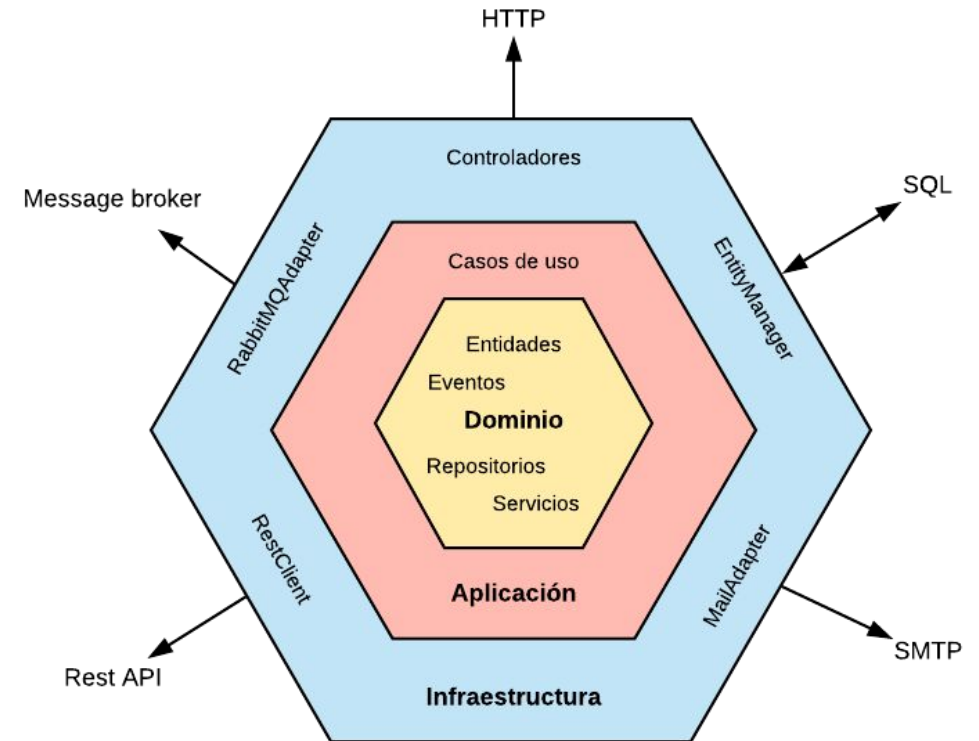 HTTP
Controladores
Message broker
SQL
RabbitMQAdapter
EntityManager
Casos de uso
Entidades
Eventos
Dominio
Repositorios
Servicios
RestClient
MailAdapter
Aplicación
Rest API
SMTP
Infraestructura